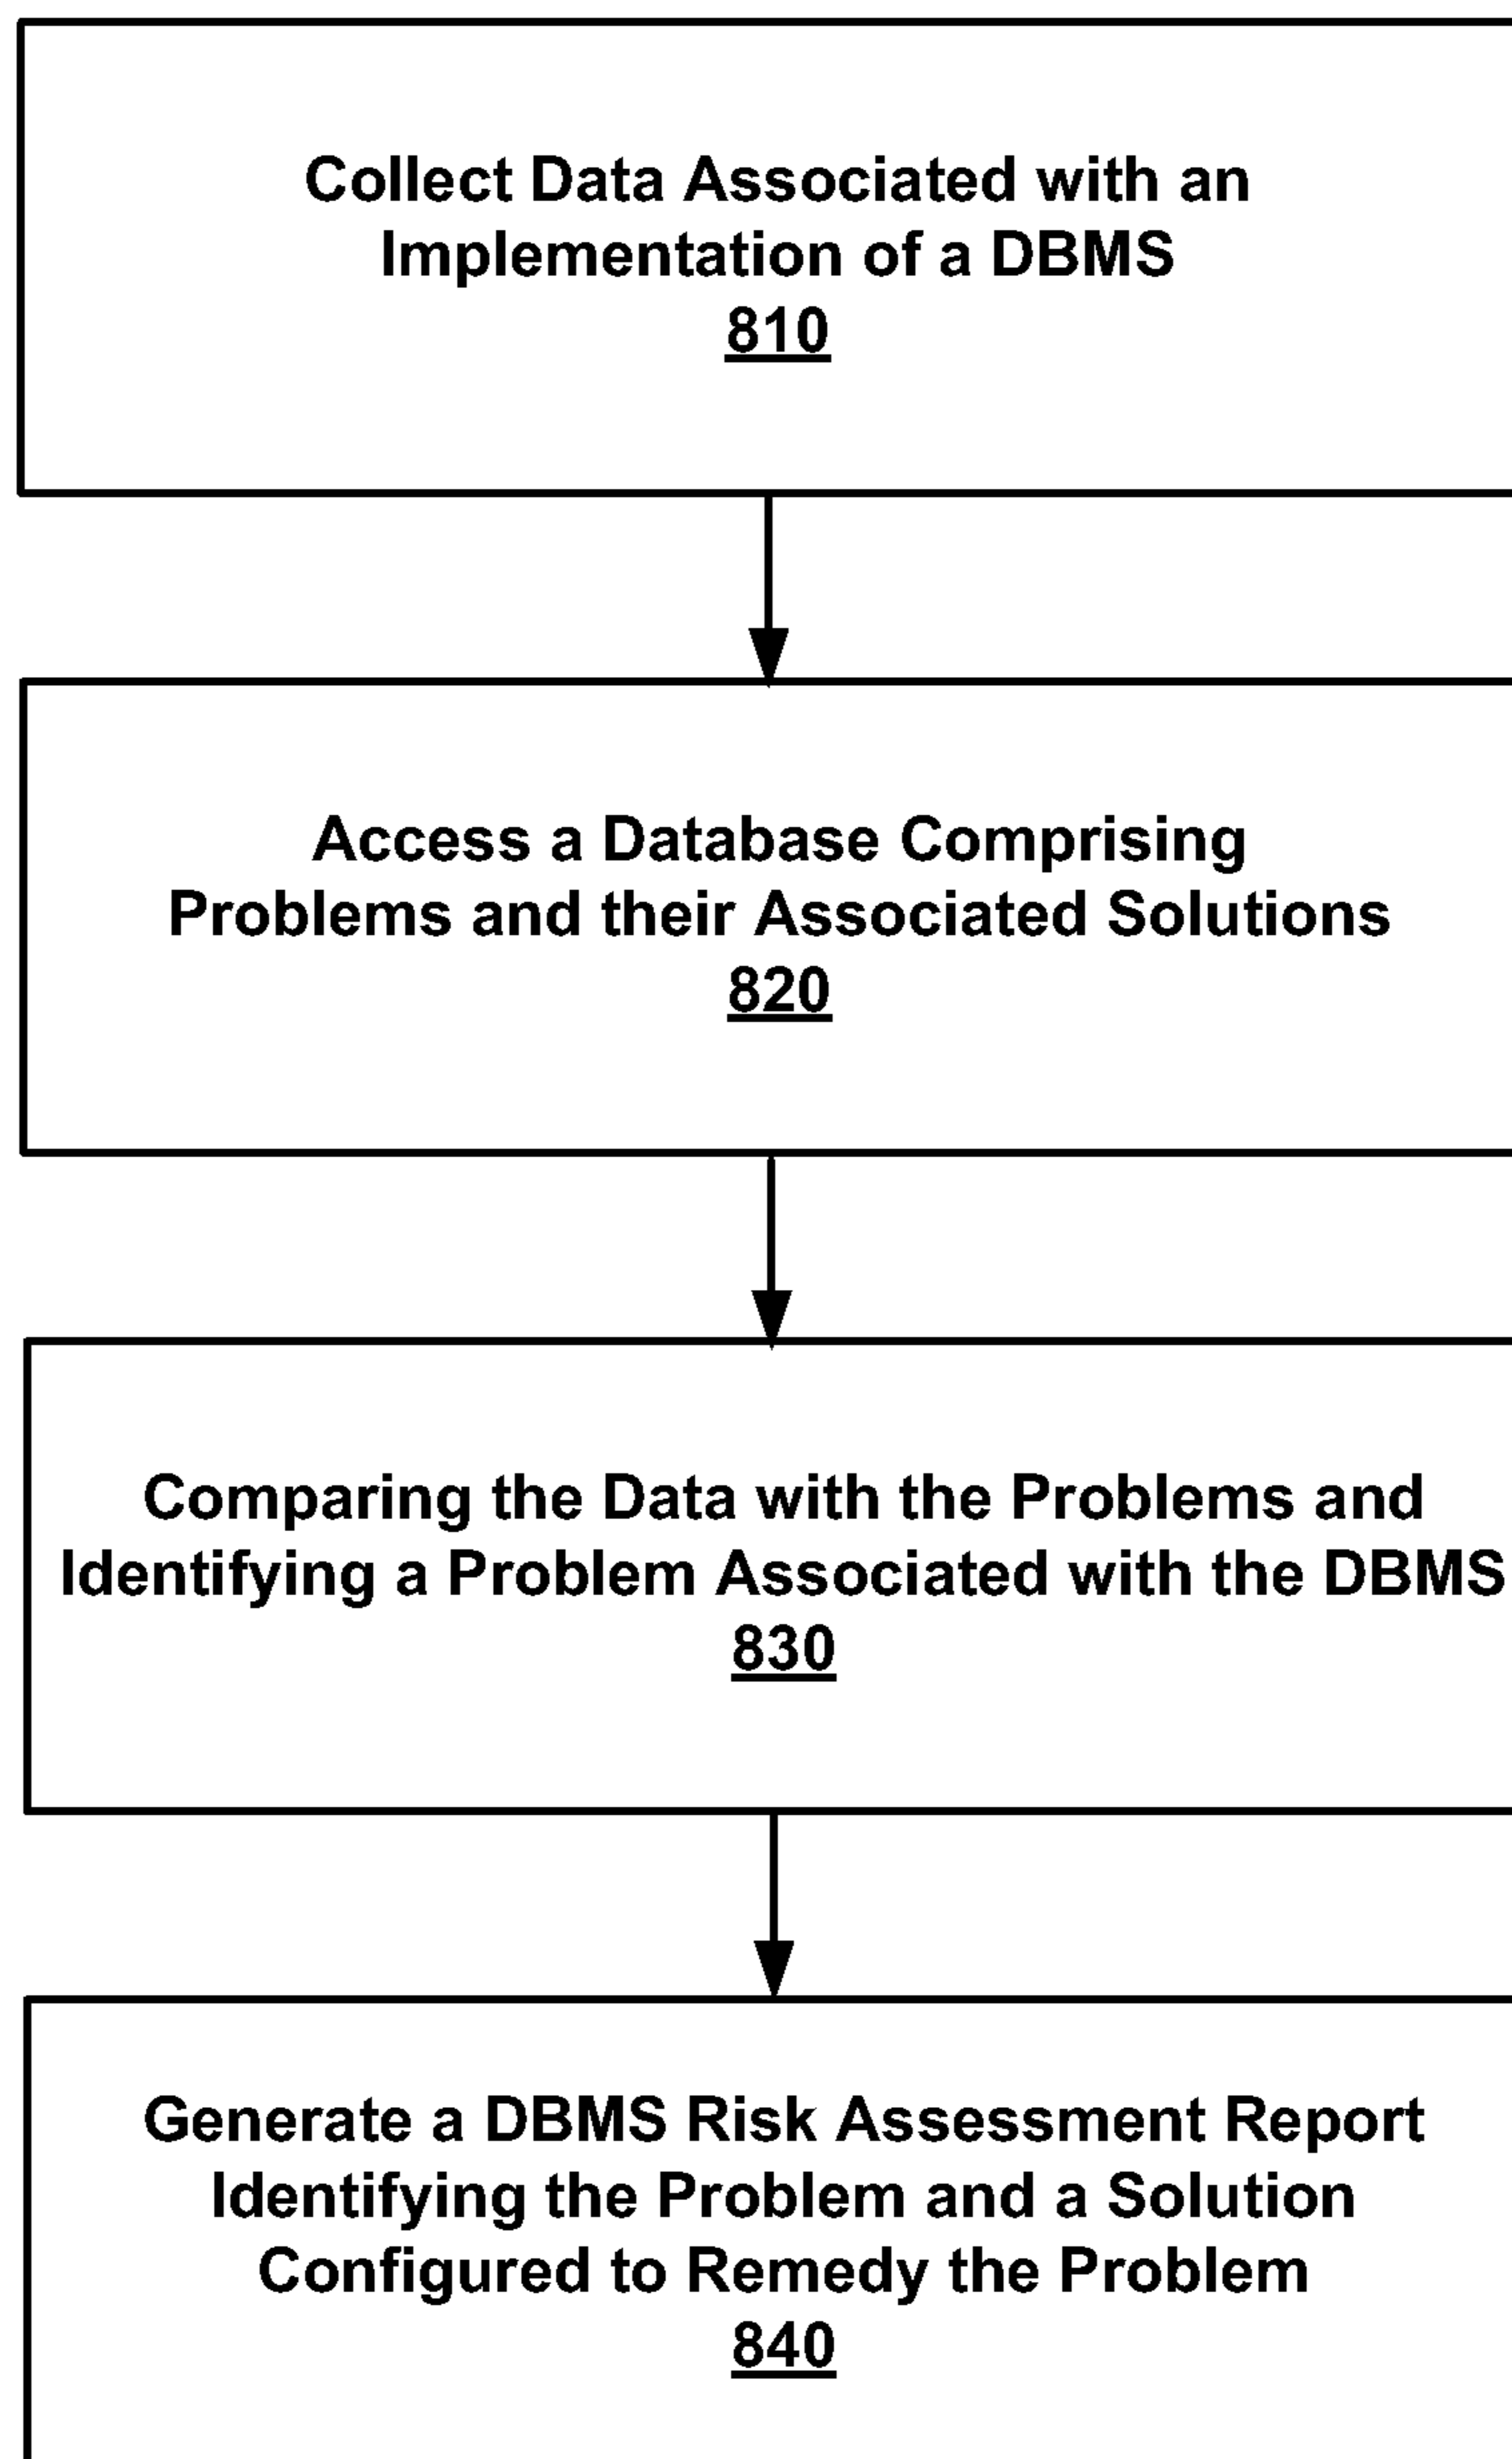 Collect Data Associated with an
Implementation of a DBMS
810
Access a Database Comprising
Problems and their Associated Solutions
820
Comparing the Data with the Problems and
Identifying a Problem Associated with the DBMS
830
Generate a DBMS Risk Assessment Report
Identifying the Problem and a Solution
Configured to Remedy the Problem
840